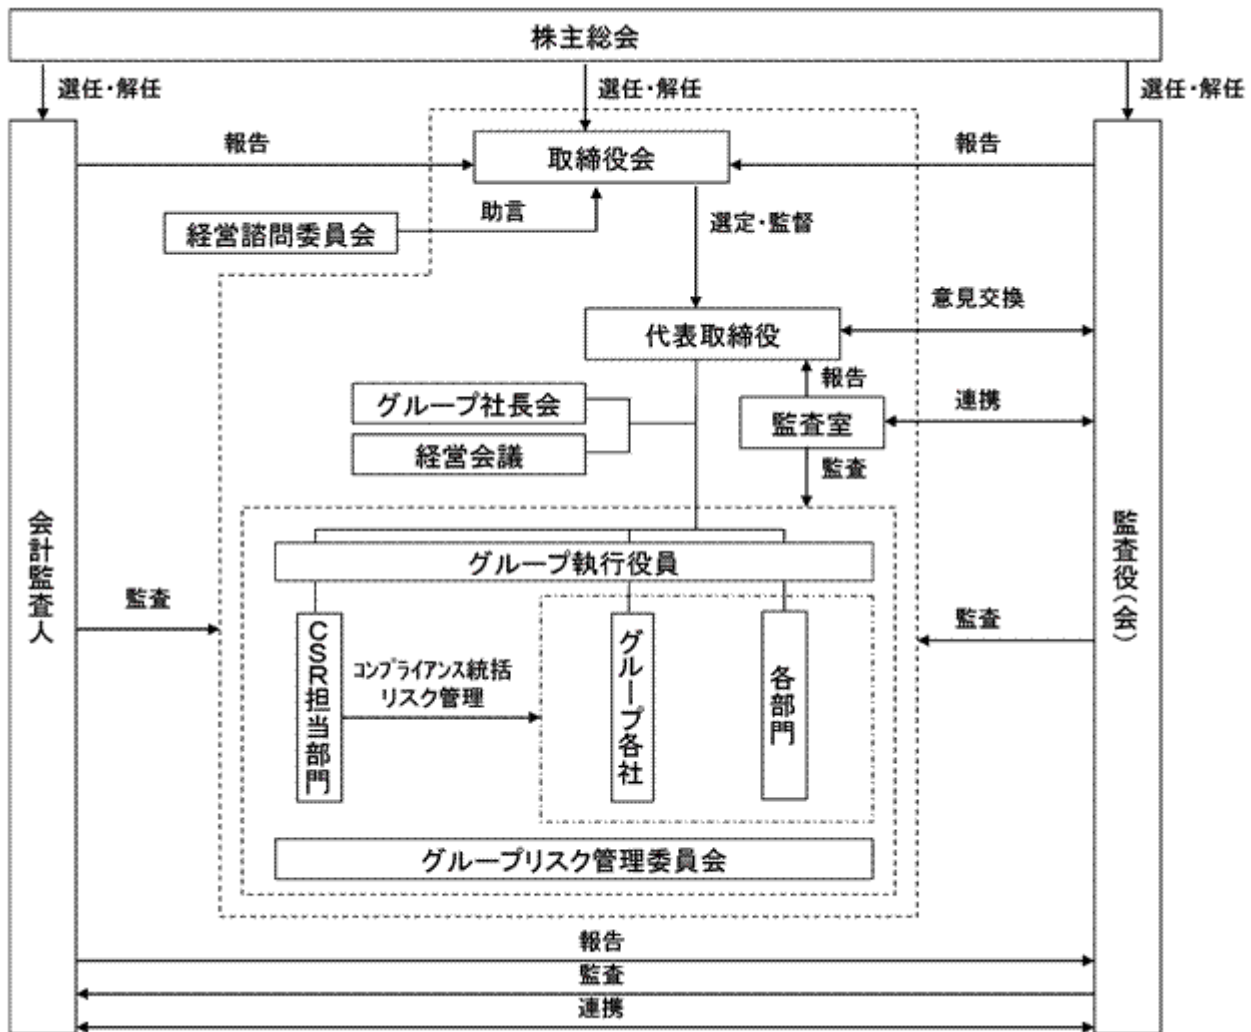 株主総会
選任・解任
選任・解任
選任・解任
報告
取締役会
報告
助言
経営諮問委員会
選定・監督
意見交換
代表取締役
報告
グループ社長会
監査室
連携
経営会議
監査
会計監査人
監査役(会)
グループ執行役員
監査
監査
CSR担当部門
コンプライアンス統括
リスク管理
グループ各社
各部門
グループリスク管理委員会
報告
監査
連携